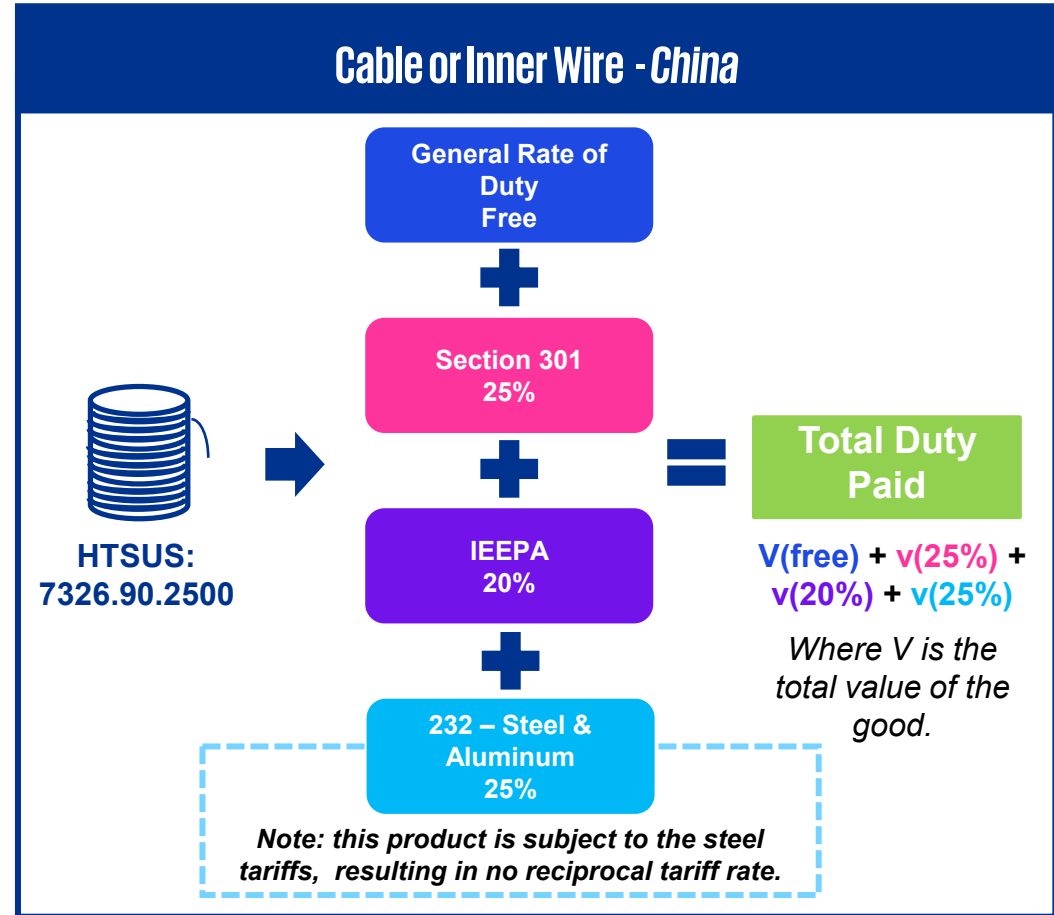 Cable or Inner Wire - China
General Rate of
Duty
Free
Section 301
25%
HTSUS:
7326.90.2500
IEEPA
20%
232 – Steel &
Aluminum
25%
Note: this product is subject to the steel
tariffs, resulting in no reciprocal tariff rate.
Total Duty
Paid
V(free) + v(25%) +
v(20%) + v(25%)
Where V is the
total value of the
good.